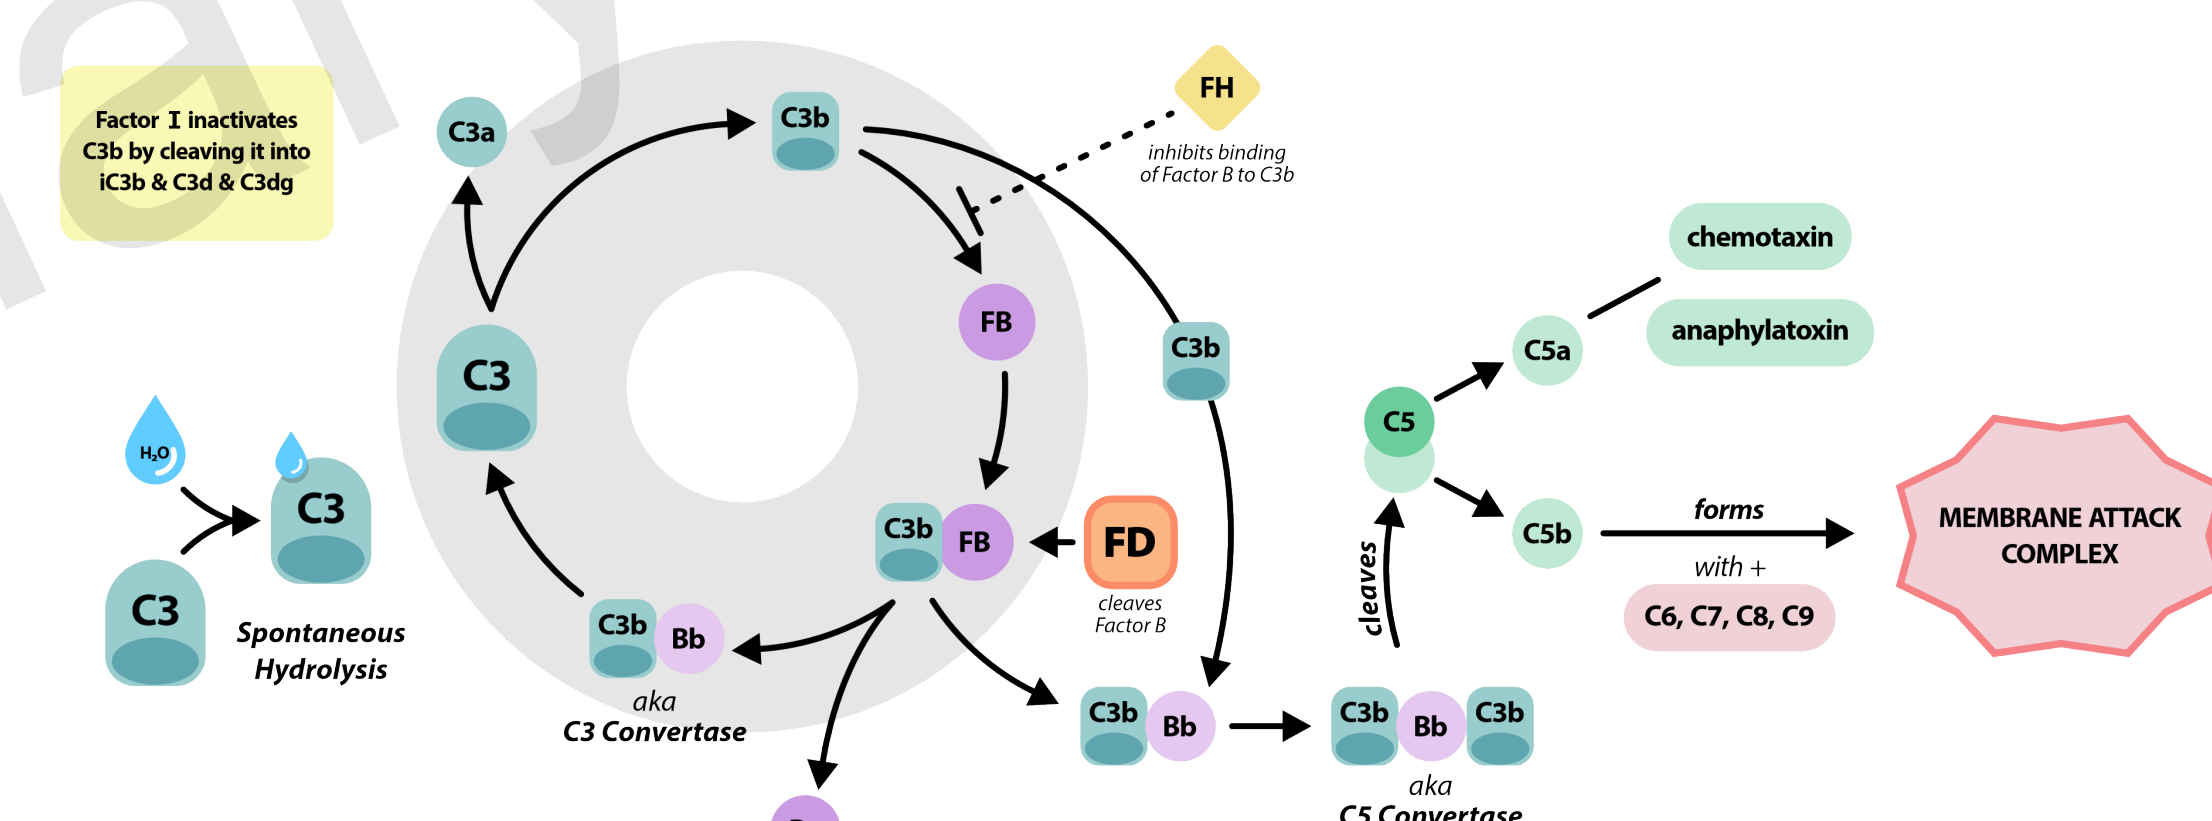 Factor I inactivates
C3b by cleaving it into
iC3b & C3d & C3dg
C3a
C3b
FH
inhibits binding
of Factor B to C3b
FB
C3
C3b
chemotaxin
anaphylatoxin
C5a
C5
C5b
forms
with +
C6, C7, C8, C9
MEMBRANE ATTACK
COMPLEX
H₂O
C3
C3
Spontaneous
Hydrolysis
C3b FB
FD
cleaves
Factor B
cleaves
C3b Bb
aka
C3 Convertase
C3b Bb
C3b Bb C3b
aka
C5 Convertase